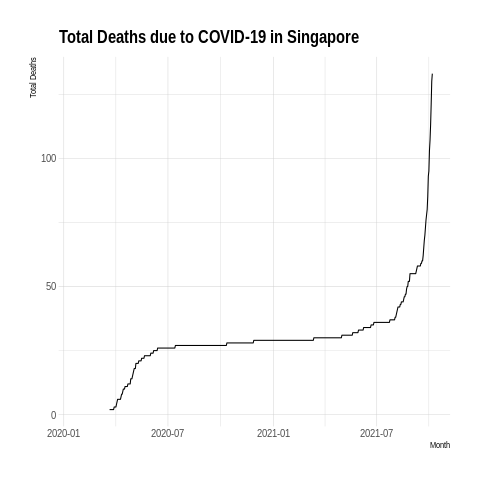 Total Deaths due to COVID-19 in Singapore
Total Deaths
100
50
0
2020-01 2020-07 2021-01 2021-07
Month